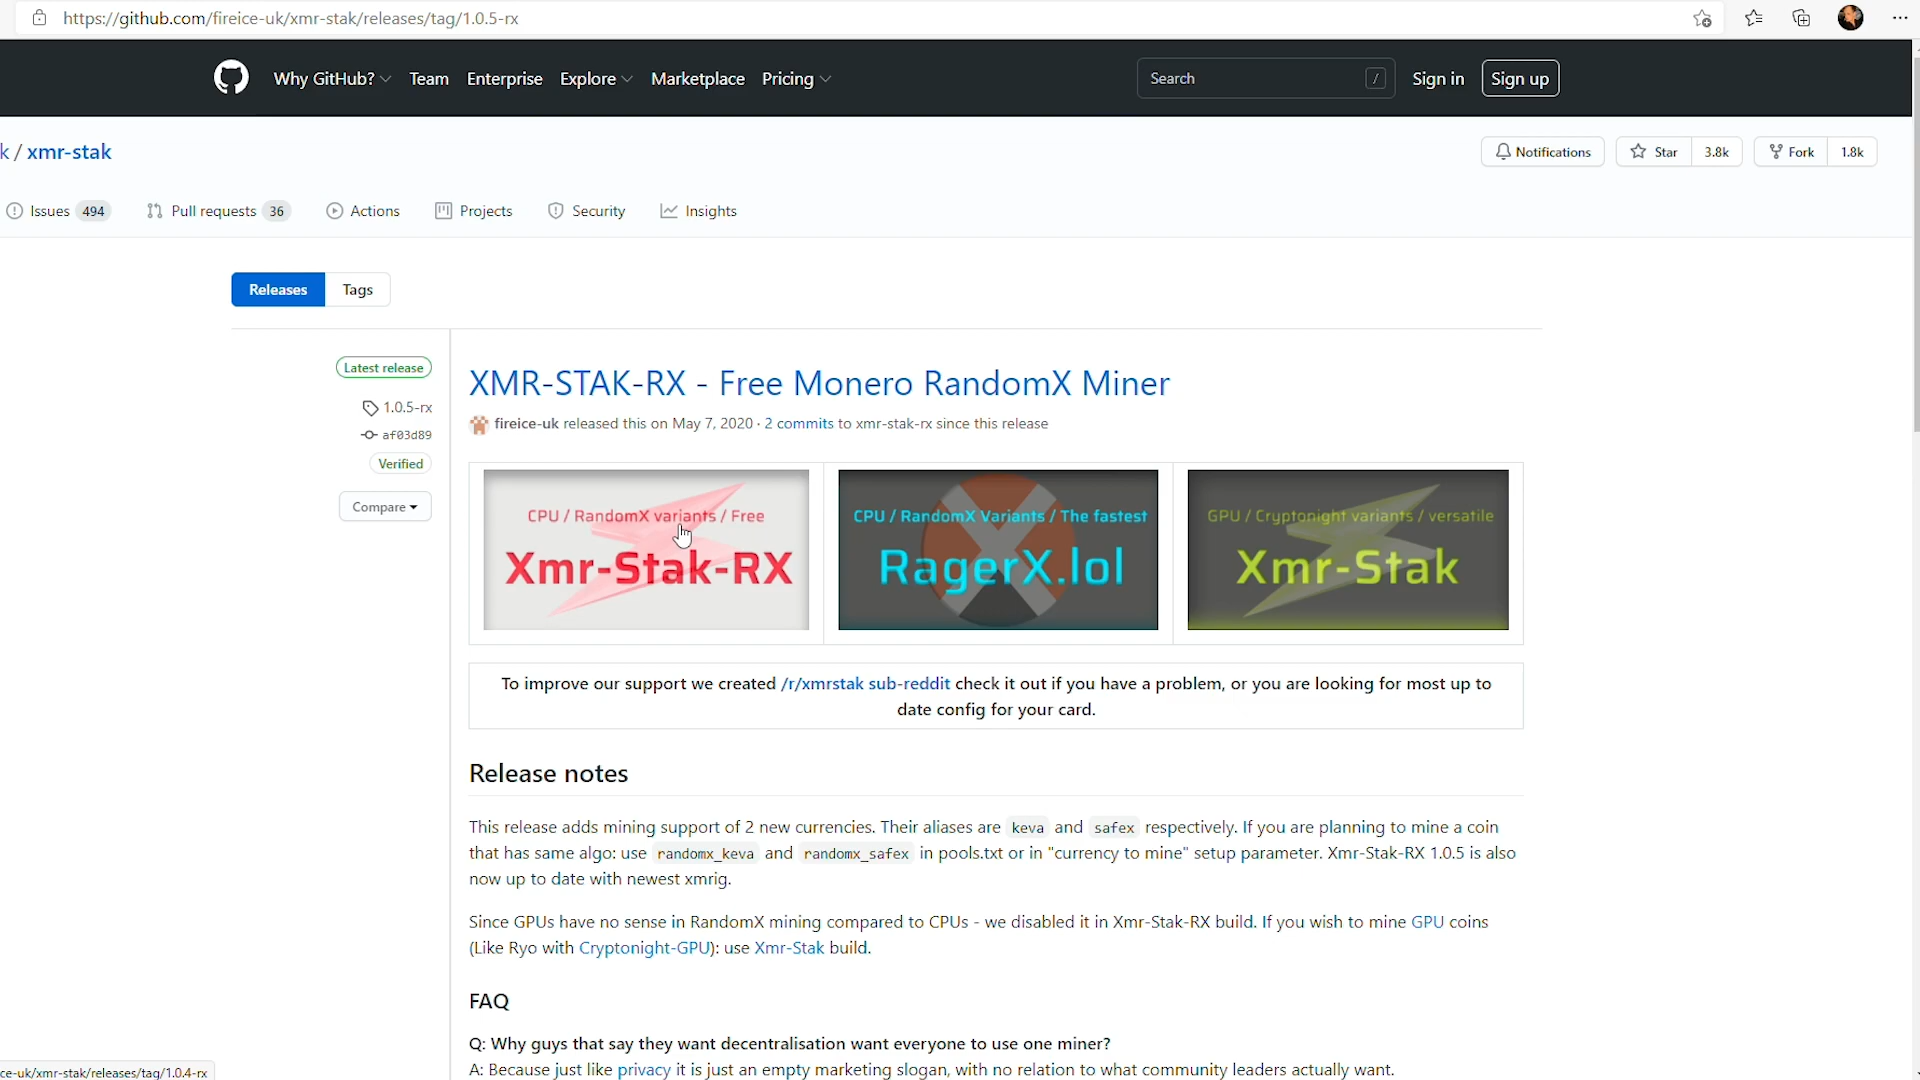 https://github.com/fireice-uk/xmr-stak/releases/tag/1.0.5-rx
Why GitHub? Team Enterprise Explore Marketplace Pricing Search / Sign in Sign up
k / xmr-stak Notifications Star 3.8k Fork 1.8k
Issues 494 Pull requests 36 Actions Projects Security Insights
Releases Tags
Latest release
1.0.5-rx
af03d89
Verified
Compare
XMR-STAK-RX - Free Monero RandomX Miner
fireice-uk released this on May 7, 2020 · 2 commits to xmr-stak-rx since this release
CPU / RandomX variants / Free
Xmr-Stak-RX
CPU / RandomX Variants / The fastest
RagerX.lol
GPU / Cryptonight variants / versatile
Xmr-Stak
To improve our support we created /r/xmrstak sub-reddit check it out if you have a problem, or you are looking for most up to
date config for your card.
Release notes
This release adds mining support of 2 new currencies. Their aliases are keva and safex respectively. If you are planning to mine a coin
that has same algo: use randomx_keva and randomx_safex in pools.txt or in "currency to mine" setup parameter. Xmr-Stak-RX 1.0.5 is also
now up to date with newest xmrig.
Since GPUs have no sense in RandomX mining compared to CPUs - we disabled it in Xmr-Stak-RX build. If you wish to mine GPU coins
(Like Ryo with Cryptonight-GPU): use Xmr-Stak build.
FAQ
Q: Why guys that say they want decentralisation want everyone to use one miner?
A: Because just like privacy it is just an empty marketing slogan, with no relation to what community leaders actually want.
ce-uk/xmr-stak/releases/tag/1.0.4-rx